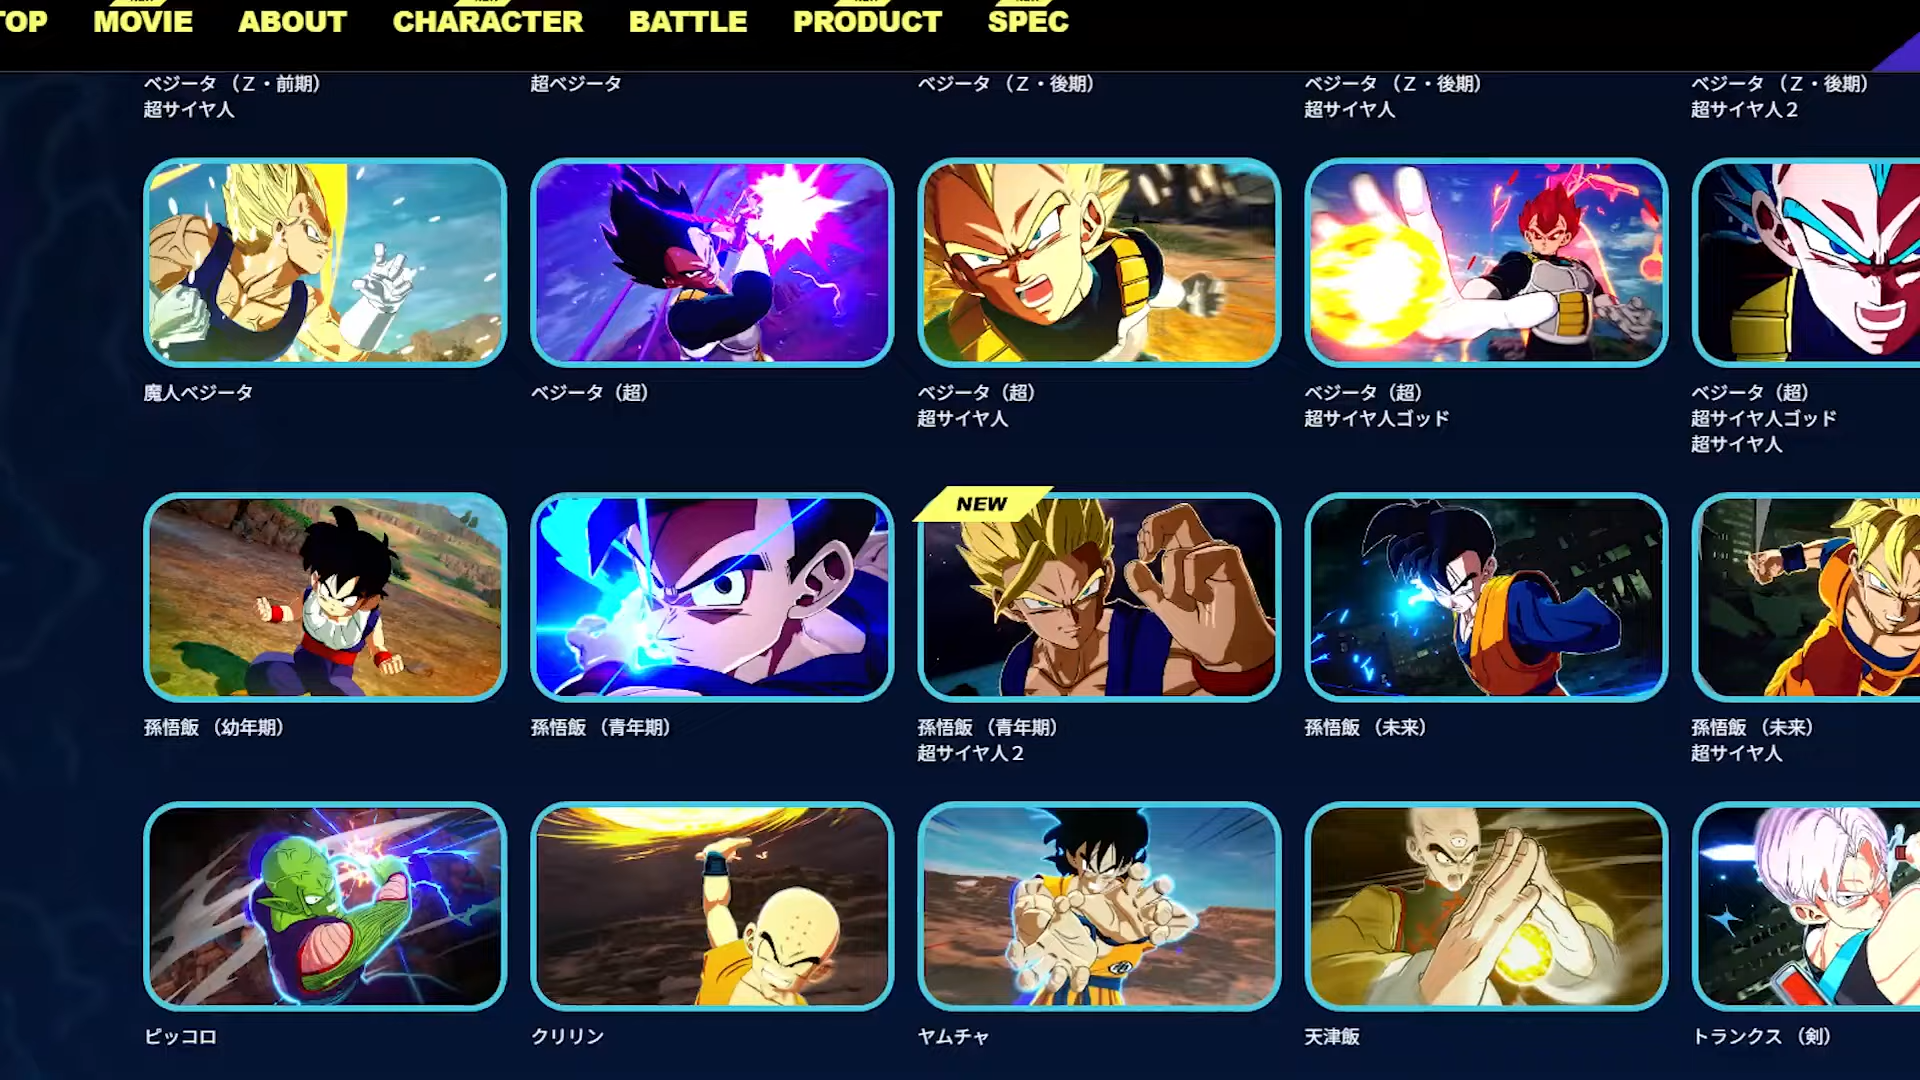 TOP MOVIE ABOUT CHARACTER BATTLE PRODUCT SPEC
ベジータ（Ｚ・前期）
超サイヤ人
超ベジータ
ベジータ（Ｚ・後期）
ベジータ（Ｚ・後期）
超サイヤ人
ベジータ（Ｚ・後期）
超サイヤ人２
魔人ベジータ
ベジータ（超）
ベジータ（超）
超サイヤ人
ベジータ（超）
超サイヤ人ゴッド
ベジータ（超）
超サイヤ人ゴッド
超サイヤ人
NEW
孫悟飯（幼年期）
孫悟飯（青年期）
孫悟飯（青年期）
超サイヤ人２
孫悟飯（未来）
孫悟飯（未来）
超サイヤ人
ピッコロ
クリリン
ヤムチャ
天津飯
トランクス（剣）